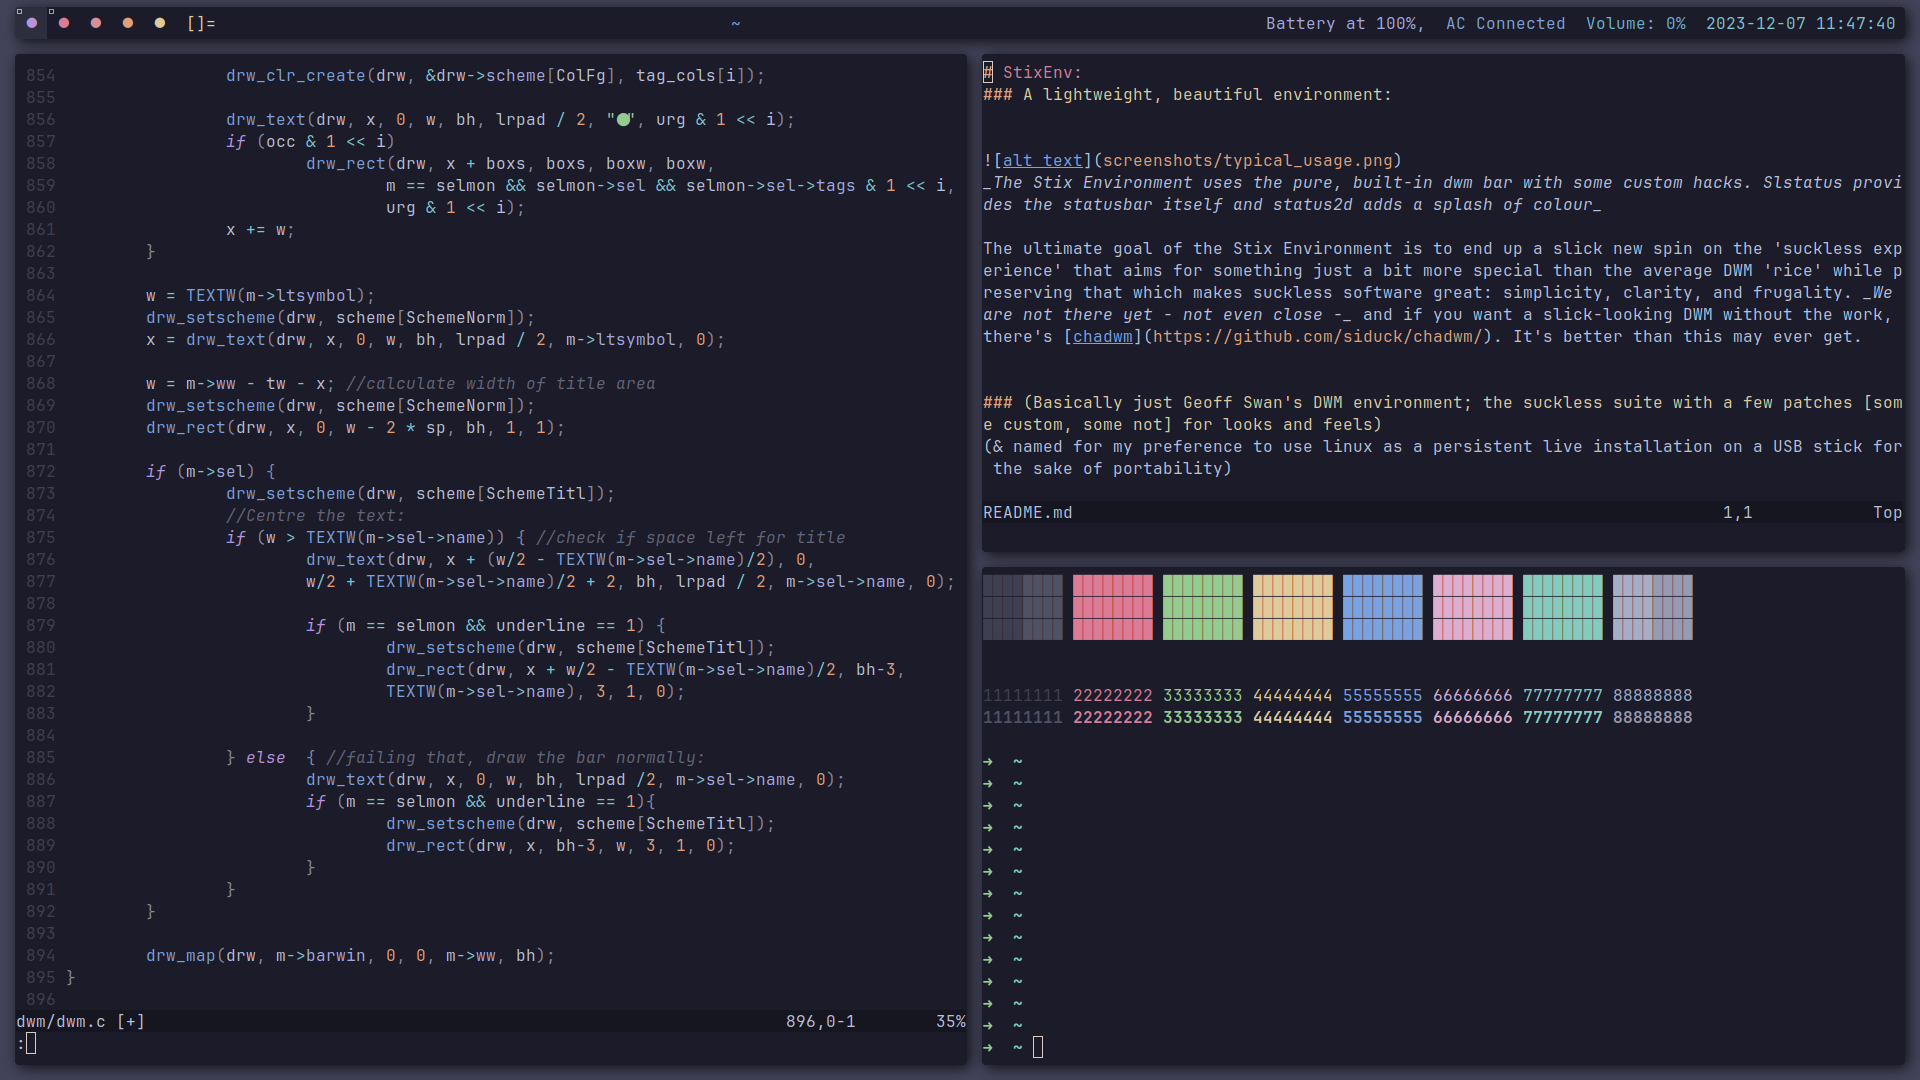 []=
~
Battery at 100%, AC Connected Volume: 0% 2023-12-07 11:47:40
854 drw_clr_create(drw, &drw->scheme[ColFg], tag_cols[i]);
855
856 drw_text(drw, x, 0, w, bh, lrpad / 2, "●", urg & 1 << i);
857 if (occ & 1 << i)
858 drw_rect(drw, x + boxs, boxs, boxw, boxw,
859 m == selmon && selmon->sel && selmon->sel->tags & 1 << i,
860 urg & 1 << i);
861 x += w;
862 }
863
864 w = TEXTW(m->ltsymbol);
865 drw_setscheme(drw, scheme[SchemeNorm]);
866 x = drw_text(drw, x, 0, w, bh, lrpad / 2, m->ltsymbol, 0);
867
868 w = m->ww - tw - x; //calculate width of title area
869 drw_setscheme(drw, scheme[SchemeNorm]);
870 drw_rect(drw, x, 0, w - 2 * sp, bh, 1, 1);
871
872 if (m->sel) {
873 drw_setscheme(drw, scheme[SchemeTitl]);
874 //Centre the text:
875 if (w > TEXTW(m->sel->name)) { //check if space left for title
876 drw_text(drw, x + (w/2 - TEXTW(m->sel->name)/2), 0,
877 w/2 + TEXTW(m->sel->name)/2 + 2, bh, lrpad / 2, m->sel->name, 0);
878
879 if (m == selmon && underline == 1) {
880 drw_setscheme(drw, scheme[SchemeTitl]);
881 drw_rect(drw, x + w/2 - TEXTW(m->sel->name)/2, bh-3,
882 TEXTW(m->sel->name), 3, 1, 0);
883 }
884
885 } else { //failing that, draw the bar normally:
886 drw_text(drw, x, 0, w, bh, lrpad /2, m->sel->name, 0);
887 if (m == selmon && underline == 1){
888 drw_setscheme(drw, scheme[SchemeTitl]);
889 drw_rect(drw, x, bh-3, w, 3, 1, 0);
890 }
891 }
892 }
893
894 drw_map(drw, m->barwin, 0, 0, m->ww, bh);
895 }
896
dwm/dwm.c [+] 896,0-1 35%
:
# StixEnv:
### A lightweight, beautiful environment:
![alt text](screenshots/typical_usage.png)
_The Stix Environment uses the pure, built-in dwm bar with some custom hacks. Slstatus provi
des the statusbar itself and status2d adds a splash of colour_
The ultimate goal of the Stix Environment is to end up a slick new spin on the 'suckless exp
erience' that aims for something just a bit more special than the average DWM 'rice' while p
reserving that which makes suckless software great: simplicity, clarity, and frugality. _We
are not there yet - not even close -_ and if you want a slick-looking DWM without the work,
there's [chadwm](https://github.com/siduck/chadwm/). It's better than this may ever get.
### (Basically just Geoff Swan's DWM environment; the suckless suite with a few patches [som
e custom, some not] for looks and feels)
(& named for my preference to use linux as a persistent live installation on a USB stick for
the sake of portability)
README.md 1,1 Top
11111111 22222222 33333333 44444444 55555555 66666666 77777777 88888888
11111111 22222222 33333333 44444444 55555555 66666666 77777777 88888888
➜ ~
➜ ~
➜ ~
➜ ~
➜ ~
➜ ~
➜ ~
➜ ~
➜ ~
➜ ~
➜ ~
➜ ~
➜ ~
➜ ~